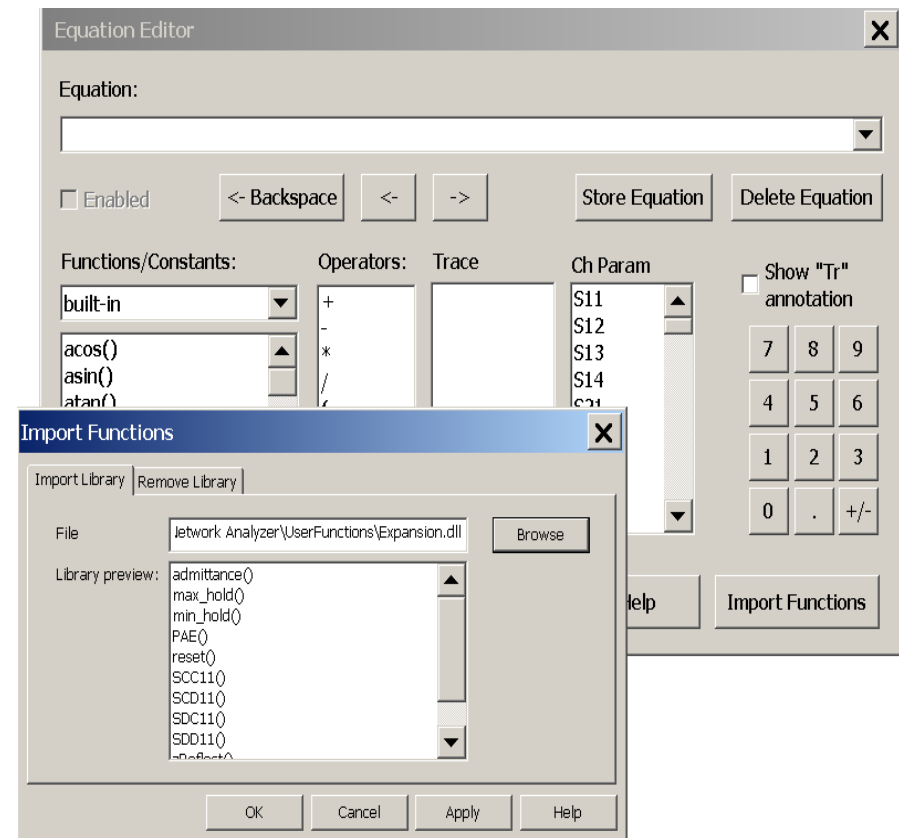 Equation Editor
Equation:
Enabled
<- Backspace
<-
->
Store Equation
Delete Equation
Functions/Constants:
Operators:
Trace
Ch Param
Show "Tr"
annotation
built-in
acos()
asin()
atan()
+
-
*
/
(
S11
S12
S13
S14
S21
7 8 9
4 5 6
1 2 3
0 . +/-
Import Functions
Import Functions
Import Library
Remove Library
File
\UserFunctions\Expansion.dll
Browse
Library preview:
admittance()
max_hold()
min_hold()
PAE()
reset()
SCC11()
SCD11()
SDC11()
SDD11()
OK
Cancel
Apply
Help